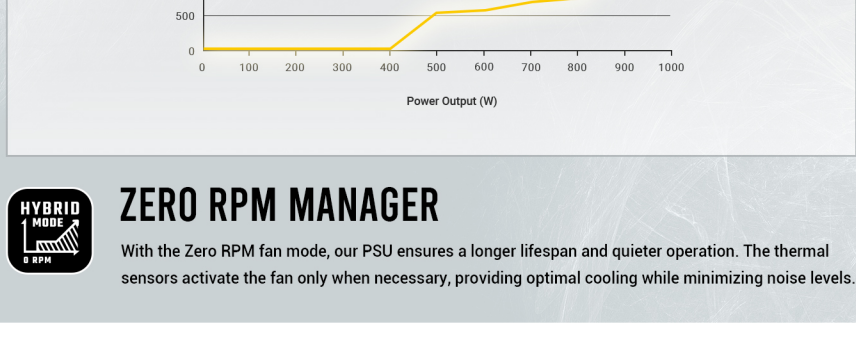 500
0
0 100 200 300 400 500 600 700 800 900 1000
Power Output (W)
HYBRID
MODE
0 RPM
ZERO RPM MANAGER
With the Zero RPM fan mode, our PSU ensures a longer lifespan and quieter operation. The thermal
sensors activate the fan only when necessary, providing optimal cooling while minimizing noise levels.